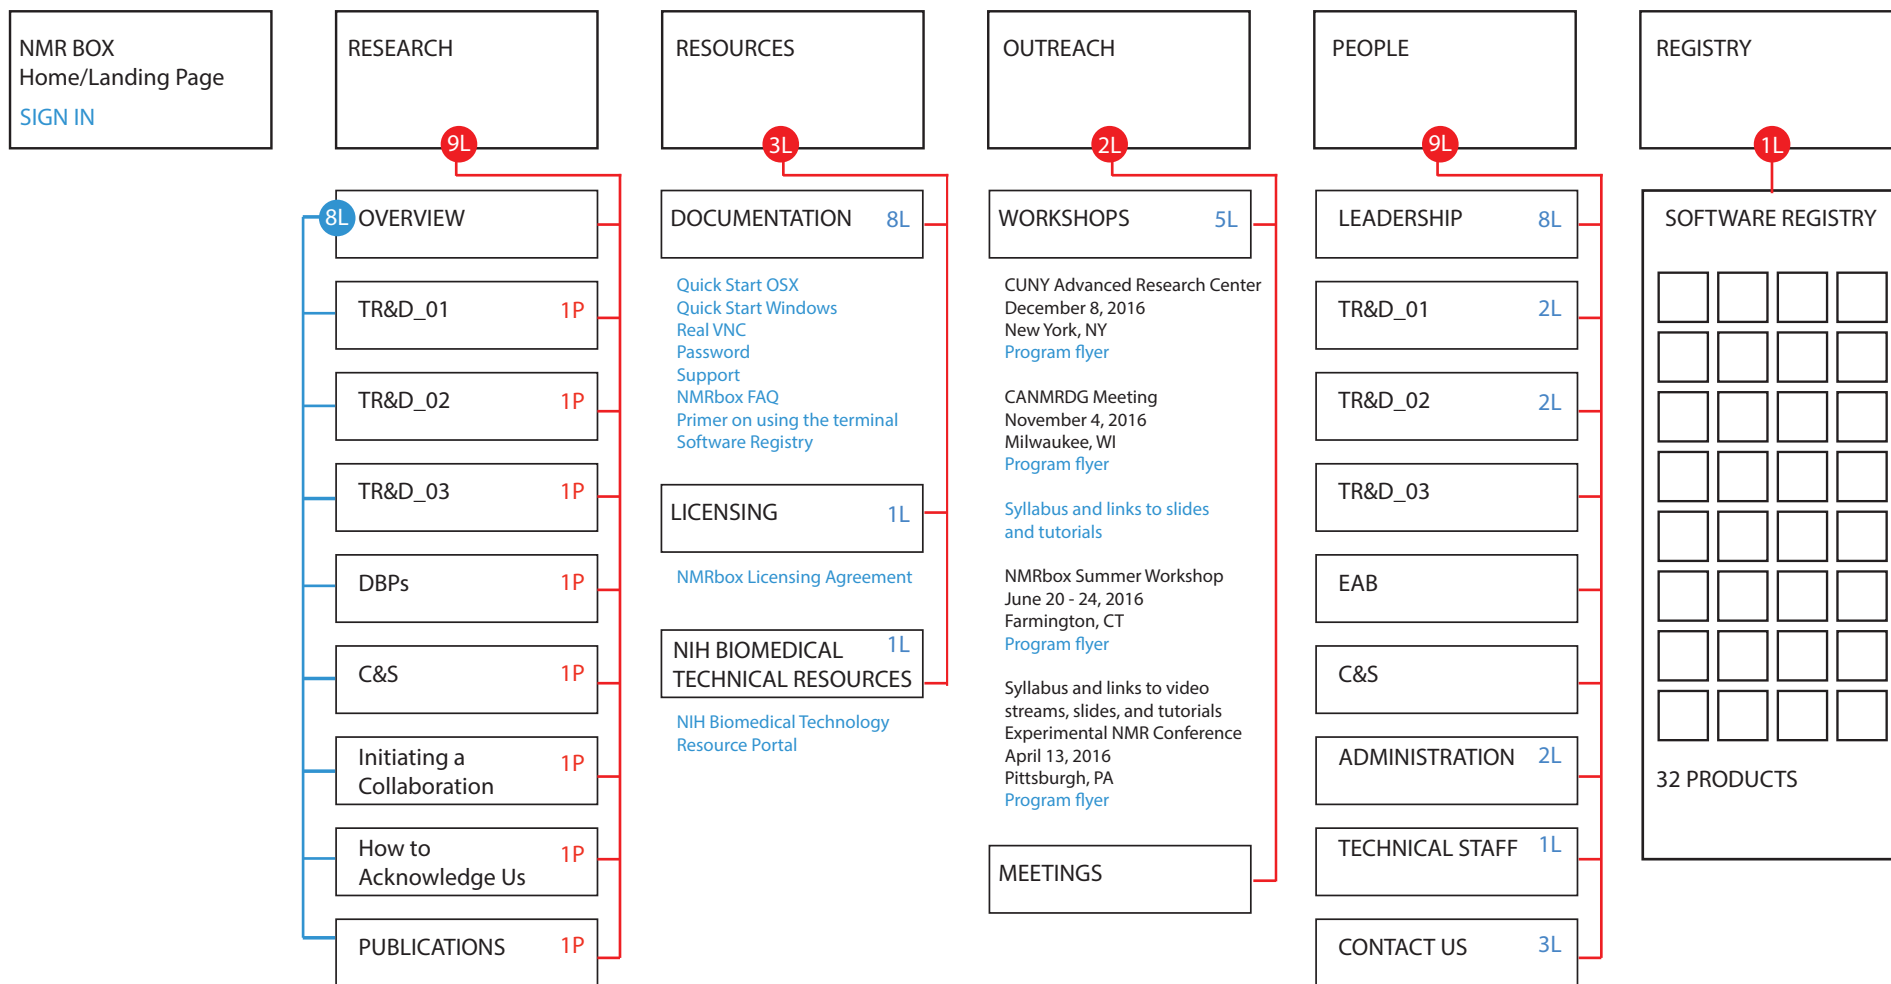 NMR BOX
Home/Landing Page
SIGN IN
RESEARCH
9L
8L
OVERVIEW
TR&D_01
1P
TR&D_02
1P
TR&D_03
1P
DBPs
1P
C&S
1P
Initiating a
Collaboration
1P
How to
Acknowledge Us
1P
PUBLICATIONS
1P
RESOURCES
3L
DOCUMENTATION
8L
Quick Start OSX
Quick Start Windows
Real VNC
Password
Support
NMRbox FAQ
Primer on using the terminal
Software Registry
LICENSING
1L
NMRbox Licensing Agreement
NIH BIOMEDICAL
TECHNICAL RESOURCES
1L
NIH Biomedical Technology
Resource Portal
OUTREACH
2L
WORKSHOPS
5L
CUNY Advanced Research Center
December 8, 2016
New York, NY
Program flyer
CANMRDG Meeting
November 4, 2016
Milwaukee, WI
Program flyer
Syllabus and links to slides
and tutorials
NMRbox Summer Workshop
June 20 - 24, 2016
Farmington, CT
Program flyer
Syllabus and links to video
streams, slides, and tutorials
Experimental NMR Conference
April 13, 2016
Pittsburgh, PA
Program flyer
MEETINGS
PEOPLE
9L
LEADERSHIP
8L
TR&D_01
2L
TR&D_02
2L
TR&D_03
EAB
C&S
ADMINISTRATION
2L
TECHNICAL STAFF
1L
CONTACT US
3L
REGISTRY
1L
SOFTWARE REGISTRY
32 PRODUCTS